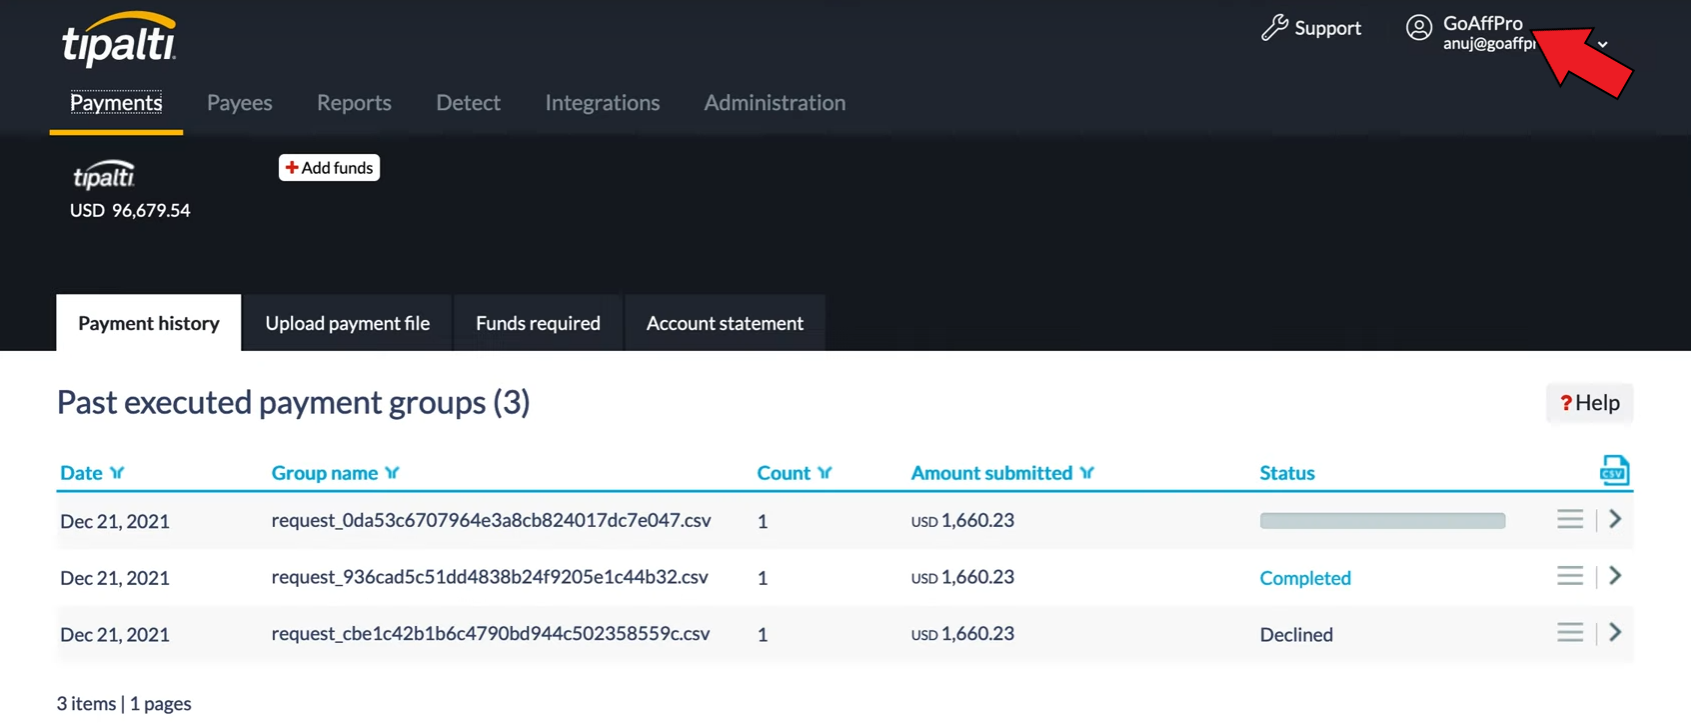 tipalti
Support
GoAffPro
anuj@goaffpr
Payments Payees Reports Detect Integrations Administration
tipalti
+ Add funds
USD 96,679.54
Payment history Upload payment file Funds required Account statement
Past executed payment groups (3)
? Help
Date Group name Count Amount submitted Status CSV
Dec 21, 2021 request_0da53c6707964e3a8cb824017dc7e047.csv 1 USD 1,660.23
Dec 21, 2021 request_936cad5c51dd4838b24f9205e1c44b32.csv 1 USD 1,660.23 Completed
Dec 21, 2021 request_cbe1c42b1b6c4790bd944c502358559c.csv 1 USD 1,660.23 Declined
3 items | 1 pages